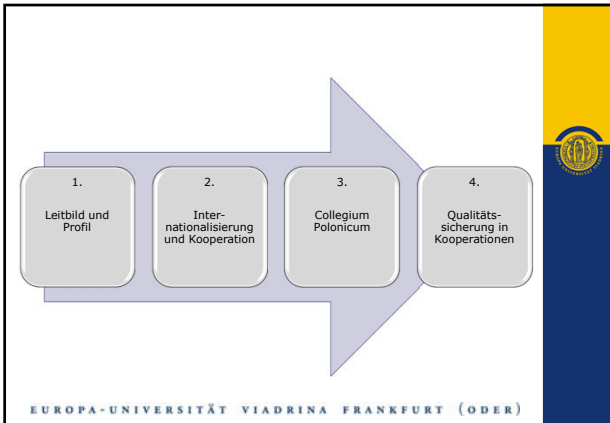 1.
Leitbild und
Profil
2.
Inter-
nationalisierung
und Kooperation
3.
Collegium
Polonicum
4.
Qualitäts-
sicherung in
Kooperationen
EUROPA-UNIVERSITÄT VIADRINA FRANKFURT (ODER)